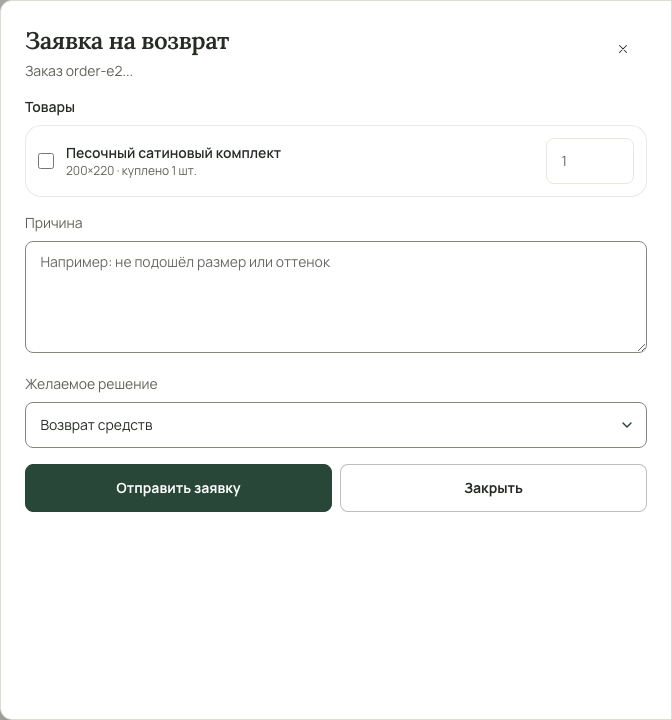 Заявка на возврат
Заказ order-e2...
Товары
Песочный сатиновый комплект
200×220 · куплено 1 шт.
1
Причина
Например: не подошёл размер или оттенок
Желаемое решение
Возврат средств
Отправить заявку
Закрыть